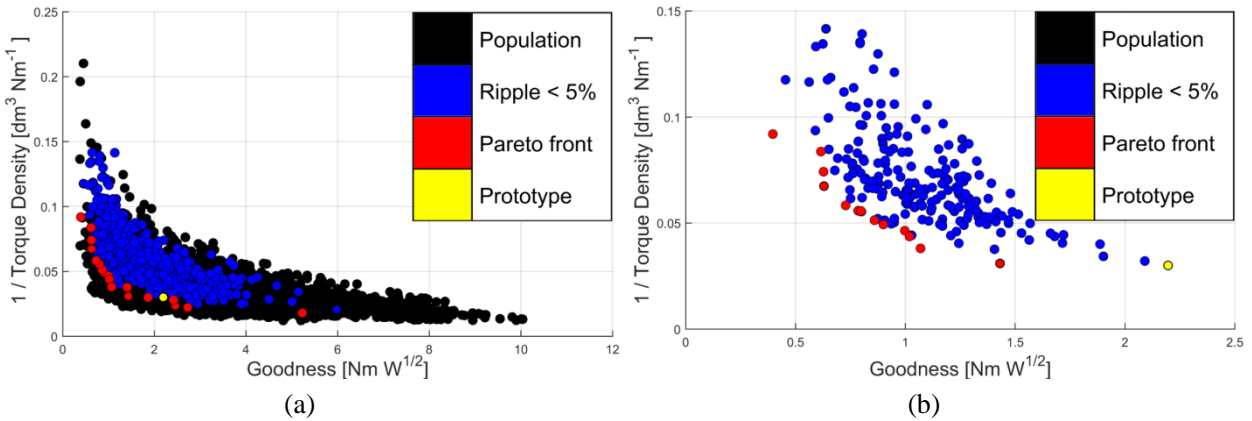 1 / Torque Density [dm³ Nm⁻¹]
0.25
0.2
0.15
0.1
0.05
0
0 2 4 6 8 10 12
Goodness [Nm W^1/2]
Population
Ripple < 5%
Pareto front
Prototype
(a)
1 / Torque Density [dm³ Nm⁻¹]
0.15
0.1
0.05
0
0 0.5 1 1.5 2 2.5
Goodness [Nm W^1/2]
Population
Ripple < 5%
Pareto front
Prototype
(b)